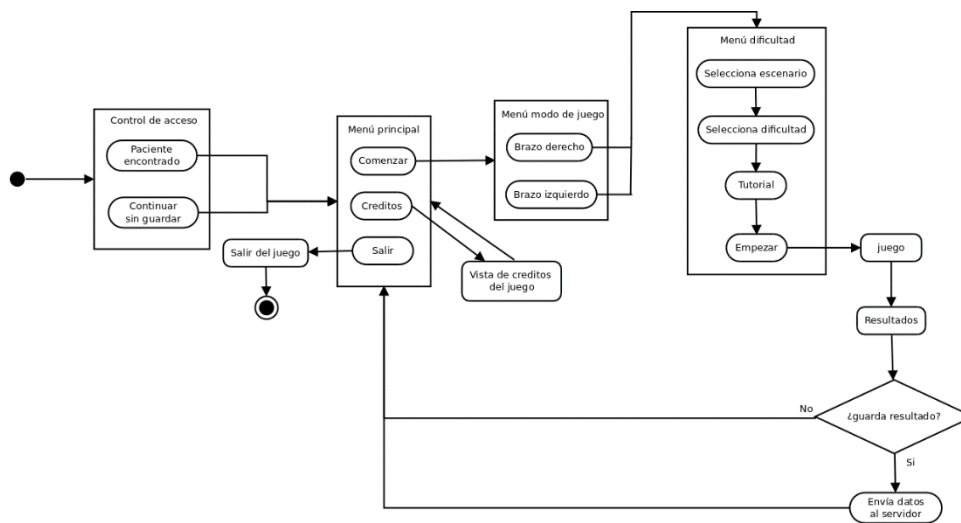 Control de acceso
Paciente
encontrado
Continuar
sin guardar
Menú principal
Comenzar
Creditos
Salir
Salir del juego
Vista de creditos
del juego
Menú modo de juego
Brazo derecho
Brazo izquierdo
Menú dificultad
Selecciona escenario
Selecciona dificultad
Tutorial
Empezar
juego
Resultados
¿guarda resultado?
No
Si
Envía datos
al servidor